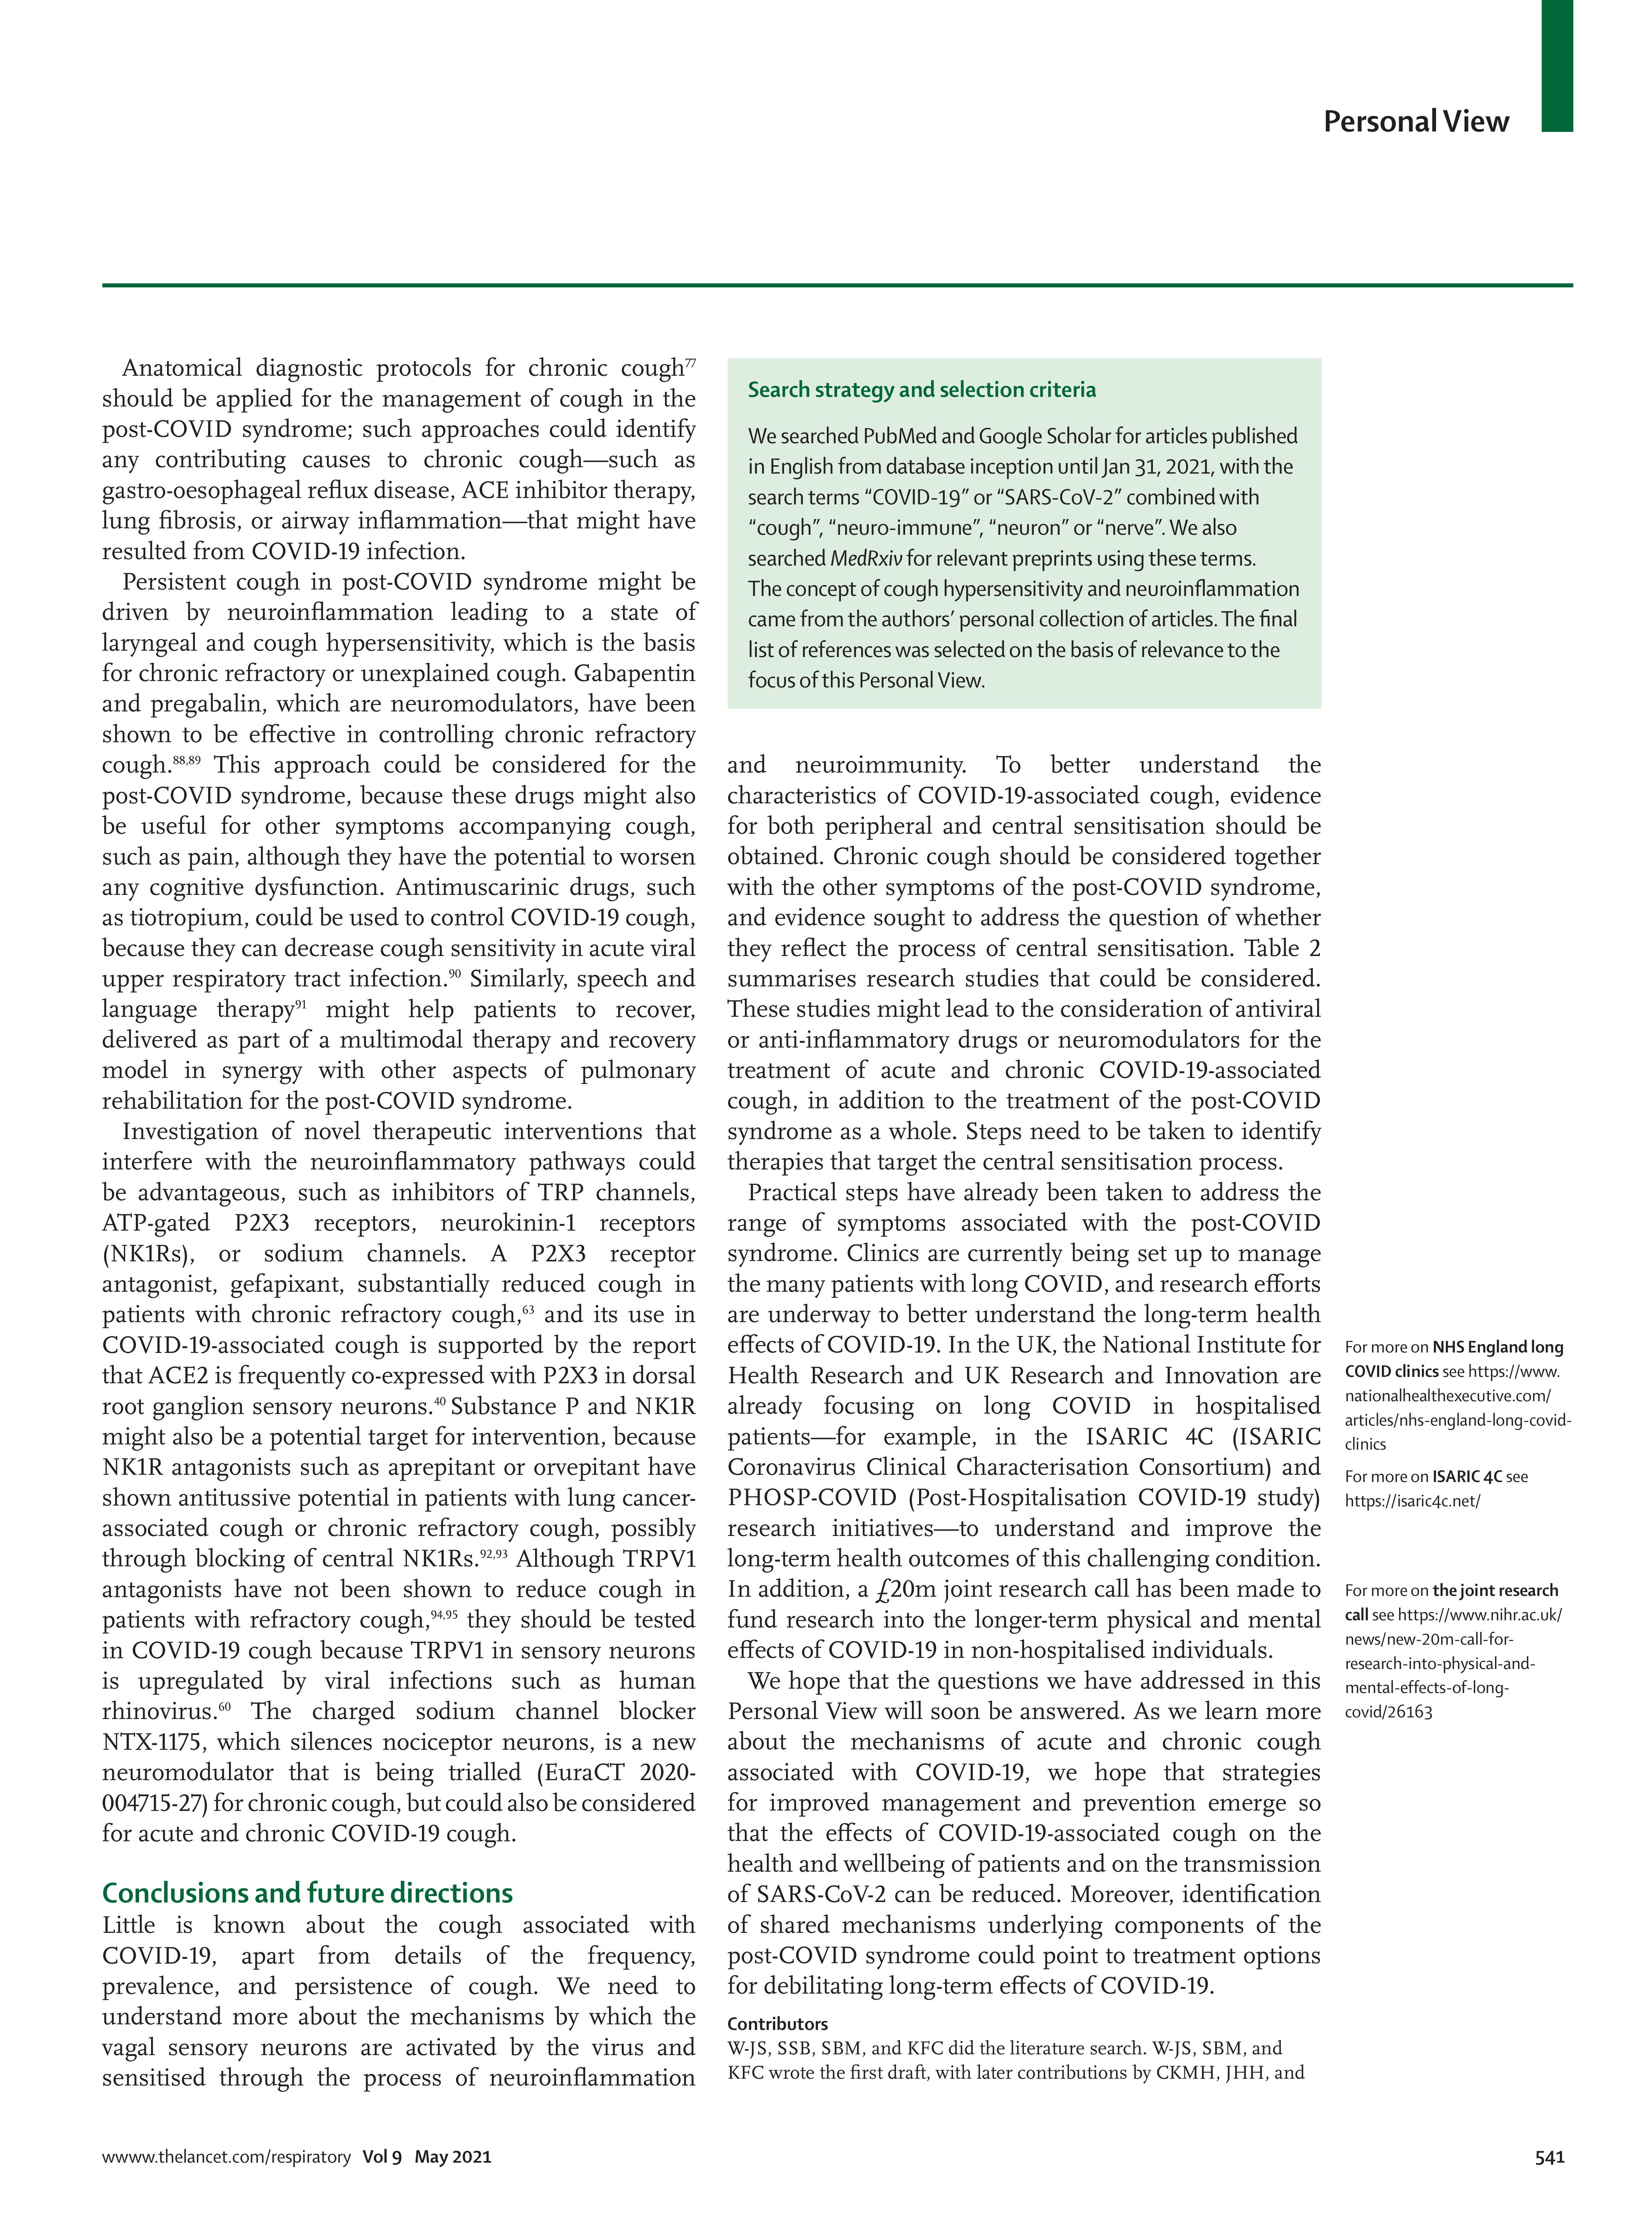 Personal View
Anatomical diagnostic protocols for chronic cough77
should be applied for the management of cough in the
post-COVID syndrome; such approaches could identify
any contributing causes to chronic cough—such as
gastro-oesophageal reflux disease, ACE inhibitor therapy,
lung fibrosis, or airway inflammation—that might have
resulted from COVID-19 infection.
Persistent cough in post-COVID syndrome might be
driven by neuroinflammation leading to a state of
laryngeal and cough hypersensitivity, which is the basis
for chronic refractory or unexplained cough. Gabapentin
and pregabalin, which are neuromodulators, have been
shown to be effective in controlling chronic refractory
cough.88,89 This approach could be considered for the
post-COVID syndrome, because these drugs might also
be useful for other symptoms accompanying cough,
such as pain, although they have the potential to worsen
any cognitive dysfunction. Antimuscarinic drugs, such
as tiotropium, could be used to control COVID-19 cough,
because they can decrease cough sensitivity in acute viral
upper respiratory tract infection.90 Similarly, speech and
language therapy91 might help patients to recover,
delivered as part of a multimodal therapy and recovery
model in synergy with other aspects of pulmonary
rehabilitation for the post-COVID syndrome.
Investigation of novel therapeutic interventions that
interfere with the neuroinflammatory pathways could
be advantageous, such as inhibitors of TRP channels,
ATP-gated P2X3 receptors, neurokinin-1 receptors
(NK1Rs), or sodium channels. A P2X3 receptor
antagonist, gefapixant, substantially reduced cough in
patients with chronic refractory cough,63 and its use in
COVID-19-associated cough is supported by the report
that ACE2 is frequently co-expressed with P2X3 in dorsal
root ganglion sensory neurons.40 Substance P and NK1R
might also be a potential target for intervention, because
NK1R antagonists such as aprepitant or orvepitant have
shown antitussive potential in patients with lung cancer-
associated cough or chronic refractory cough, possibly
through blocking of central NK1Rs.92,93 Although TRPV1
antagonists have not been shown to reduce cough in
patients with refractory cough,94,95 they should be tested
in COVID-19 cough because TRPV1 in sensory neurons
is upregulated by viral infections such as human
rhinovirus.60 The charged sodium channel blocker
NTX-1175, which silences nociceptor neurons, is a new
neuromodulator that is being trialled (EuraCT 2020-
004715-27) for chronic cough, but could also be considered
for acute and chronic COVID-19 cough.
Conclusions and future directions
Little is known about the cough associated with
COVID-19, apart from details of the frequency,
prevalence, and persistence of cough. We need to
understand more about the mechanisms by which the
vagal sensory neurons are activated by the virus and
sensitised through the process of neuroinflammation
Search strategy and selection criteria
We searched PubMed and Google Scholar for articles published
in English from database inception until Jan 31, 2021, with the
search terms “COVID-19” or “SARS-CoV-2” combined with
“cough”, “neuro-immune”, “neuron” or “nerve”. We also
searched MedRxiv for relevant preprints using these terms.
The concept of cough hypersensitivity and neuroinflammation
came from the authors’ personal collection of articles. The final
list of references was selected on the basis of relevance to the
focus of this Personal View.
and neuroimmunity. To better understand the
characteristics of COVID-19-associated cough, evidence
for both peripheral and central sensitisation should be
obtained. Chronic cough should be considered together
with the other symptoms of the post-COVID syndrome,
and evidence sought to address the question of whether
they reflect the process of central sensitisation. Table 2
summarises research studies that could be considered.
These studies might lead to the consideration of antiviral
or anti-inflammatory drugs or neuromodulators for the
treatment of acute and chronic COVID-19-associated
cough, in addition to the treatment of the post-COVID
syndrome as a whole. Steps need to be taken to identify
therapies that target the central sensitisation process.
Practical steps have already been taken to address the
range of symptoms associated with the post-COVID
syndrome. Clinics are currently being set up to manage
the many patients with long COVID, and research efforts
are underway to better understand the long-term health
effects of COVID-19. In the UK, the National Institute for
Health Research and UK Research and Innovation are
already focusing on long COVID in hospitalised
patients—for example, in the ISARIC 4C (ISARIC
Coronavirus Clinical Characterisation Consortium) and
PHOSP-COVID (Post-Hospitalisation COVID-19 study)
research initiatives—to understand and improve the
long-term health outcomes of this challenging condition.
In addition, a £20m joint research call has been made to
fund research into the longer-term physical and mental
effects of COVID-19 in non-hospitalised individuals.
We hope that the questions we have addressed in this
Personal View will soon be answered. As we learn more
about the mechanisms of acute and chronic cough
associated with COVID-19, we hope that strategies
for improved management and prevention emerge so
that the effects of COVID-19-associated cough on the
health and wellbeing of patients and on the transmission
of SARS-CoV-2 can be reduced. Moreover, identification
of shared mechanisms underlying components of the
post-COVID syndrome could point to treatment options
for debilitating long-term effects of COVID-19.
Contributors
W-JS, SSB, SBM, and KFC did the literature search. W-JS, SBM, and
KFC wrote the first draft, with later contributions by CKMH, JHH, and
For more on NHS England long
COVID clinics see https://www.
nationalhealthexecutive.com/
articles/nhs-england-long-covid-
clinics
For more on ISARIC 4C see
https://isaric4c.net/
For more on the joint research
call see https://www.nihr.ac.uk/
news/new-20m-call-for-
research-into-physical-and-
mental-effects-of-long-
covid/26163
wwww.thelancet.com/respiratory Vol 9 May 2021
541